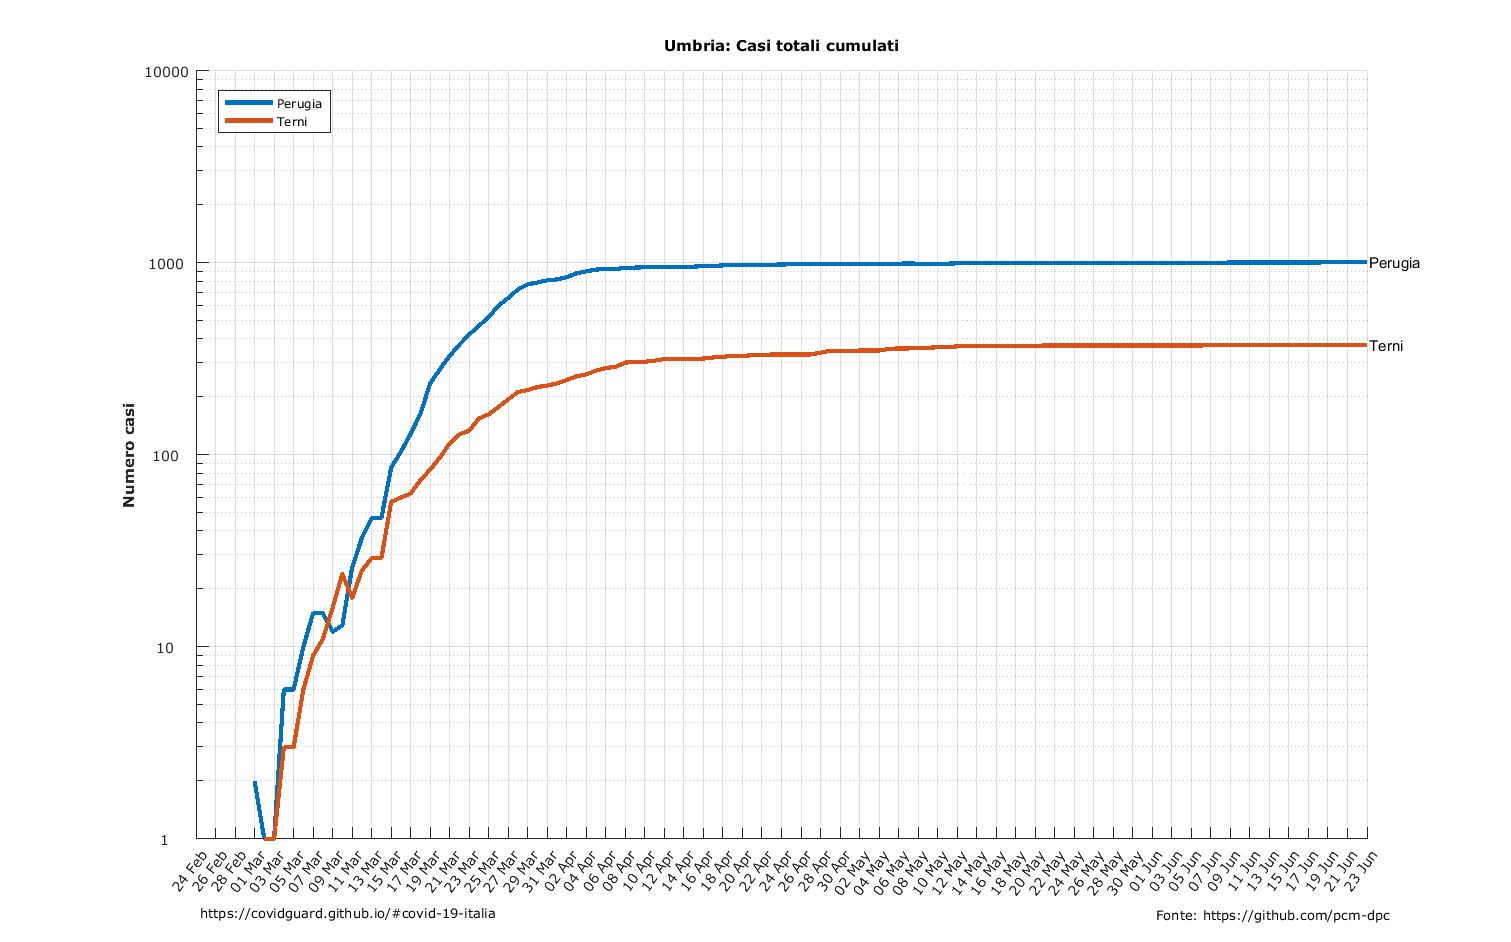 Umbria: Casi totali cumulati
10000
1000
100
10
1
Numero casi
Perugia
Terni
Perugia
Terni
24 Feb
26 Feb
28 Feb
01 Mar
03 Mar
05 Mar
07 Mar
09 Mar
11 Mar
13 Mar
15 Mar
17 Mar
19 Mar
21 Mar
23 Mar
25 Mar
27 Mar
29 Mar
31 Mar
02 Apr
04 Apr
06 Apr
08 Apr
10 Apr
12 Apr
14 Apr
16 Apr
18 Apr
20 Apr
22 Apr
24 Apr
26 Apr
28 Apr
30 Apr
02 May
04 May
06 May
08 May
10 May
12 May
14 May
16 May
18 May
20 May
22 May
24 May
26 May
28 May
30 May
01 Jun
03 Jun
05 Jun
07 Jun
09 Jun
11 Jun
13 Jun
15 Jun
17 Jun
19 Jun
21 Jun
23 Jun
https://covidguard.github.io/#covid-19-italia
Fonte: https://github.com/pcm-dpc